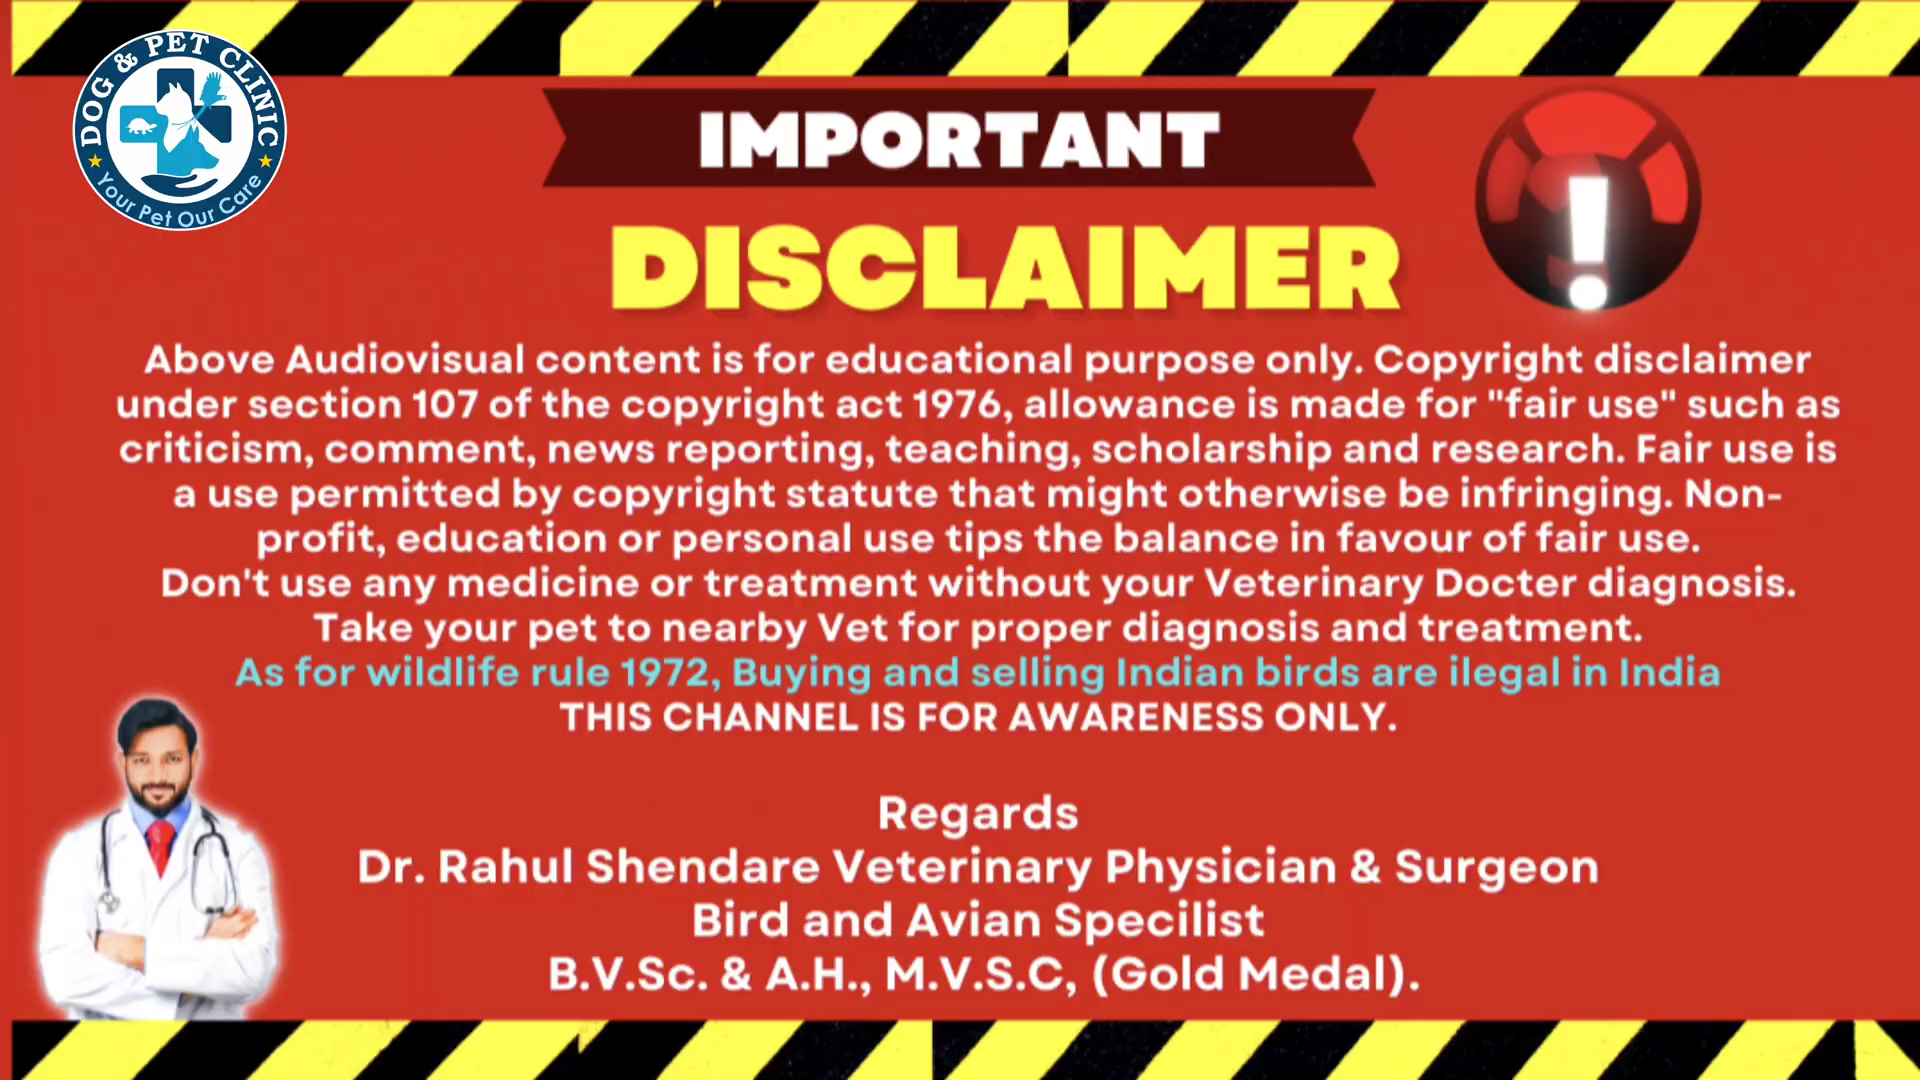 DOG & PET CLINIC
Your Pet Our Care
IMPORTANT
DISCLAIMER
Above Audiovisual content is for educational purpose only. Copyright disclaimer
under section 107 of the copyright act 1976, allowance is made for "fair use" such as
criticism, comment, news reporting, teaching, scholarship and research. Fair use is
a use permitted by copyright statute that might otherwise be infringing. Non-
profit, education or personal use tips the balance in favour of fair use.
Don't use any medicine or treatment without your Veterinary Docter diagnosis.
Take your pet to nearby Vet for proper diagnosis and treatment.
As for wildlife rule 1972, Buying and selling Indian birds are ilegal in India
THIS CHANNEL IS FOR AWARENESS ONLY.
Regards
Dr. Rahul Shendare Veterinary Physician & Surgeon
Bird and Avian Specilist
B.V.Sc. & A.H., M.V.S.C, (Gold Medal).